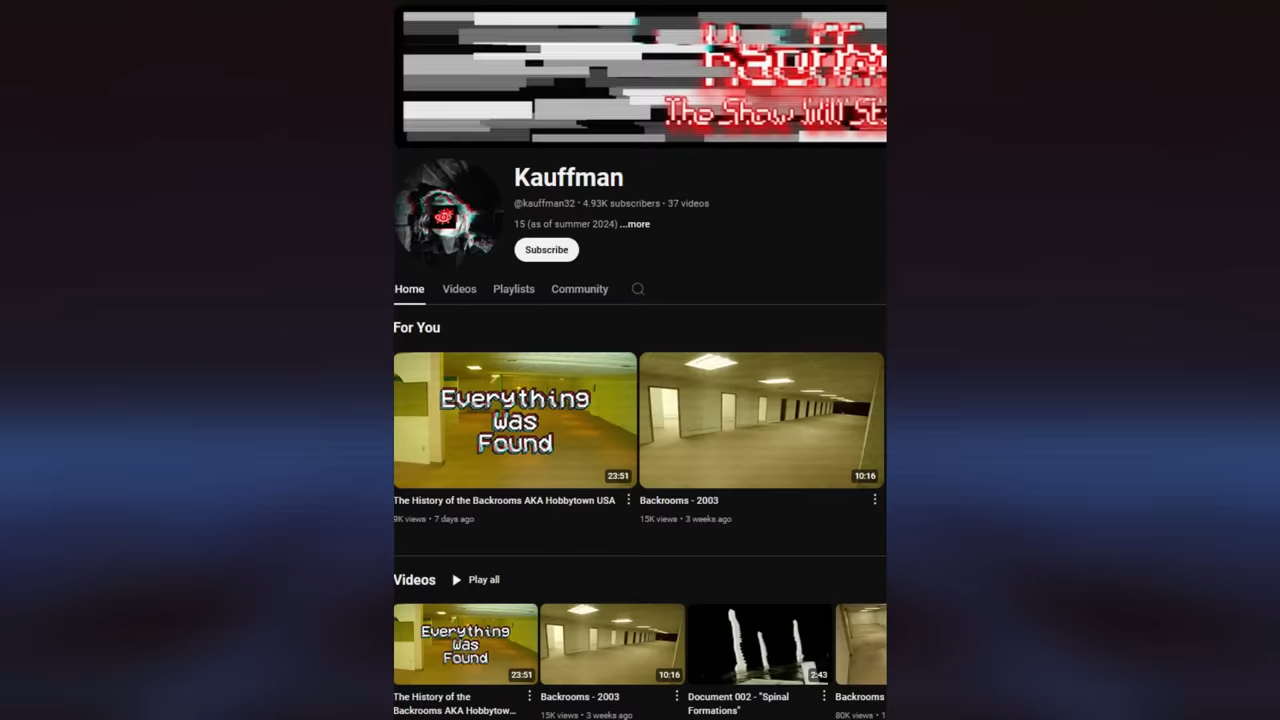 The Show Will St
Kauffman
@kauffman32 · 4.93K subscribers · 37 videos
15 (as of summer 2024) ...more
Subscribe
Home Videos Playlists Community
For You
Everything
Was
Found
23:51
10:16
The History of the Backrooms AKA Hobbytown USA
9K views · 7 days ago
Backrooms - 2003
15K views · 3 weeks ago
Videos Play all
Everything
Was
Found
23:51
10:16
2:43
The History of the
Backrooms AKA Hobbytow...
Backrooms - 2003
15K views · 3 weeks ago
Document 002 - "Spinal
Formations"
Backrooms
80K views · 1